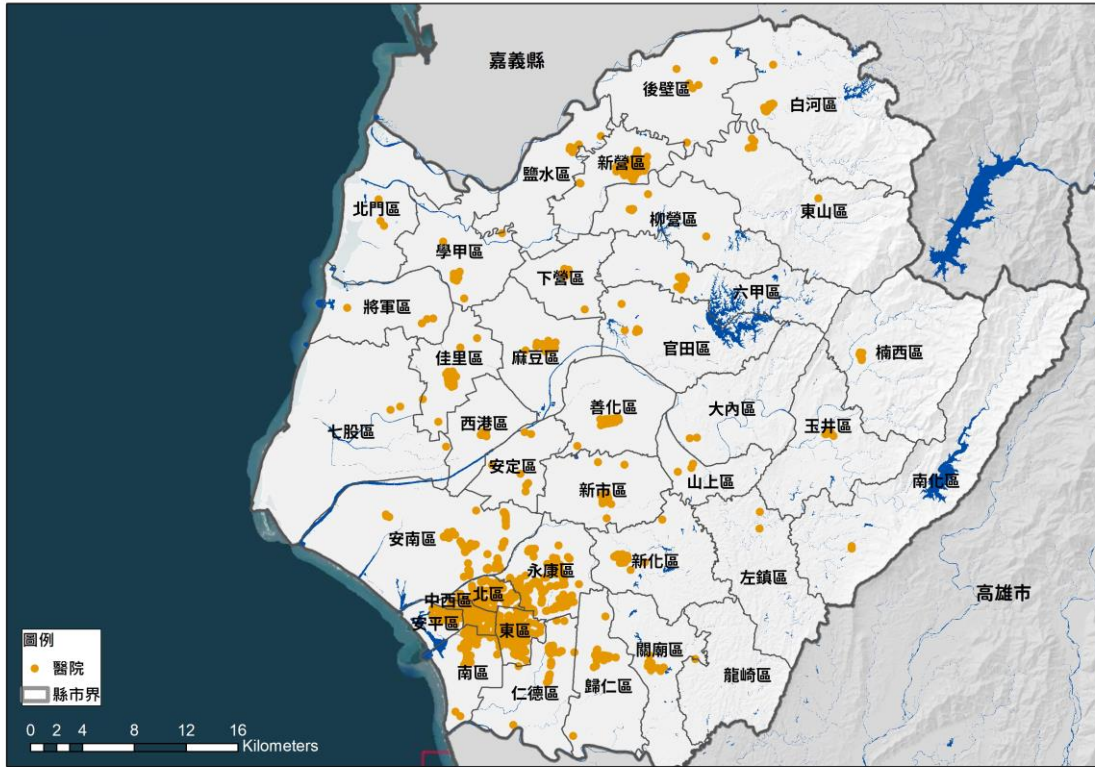 嘉義縣
後壁區
白河區
新營區
鹽水區
柳營區
東山區
北門區
學甲區
下營區
六甲區
將軍區
官田區
楠西區
佳里區
麻豆區
善化區
大內區
七股區
西港區
玉井區
安定區
新市區
山上區
南化區
安南區
永康區
新化區
左鎮區
高雄市
北區
中西區
安平區
東區
南區
仁德區
歸仁區
關廟區
龍崎區
圖例
醫院
縣市界
0 2 4 8 12 16
Kilometers